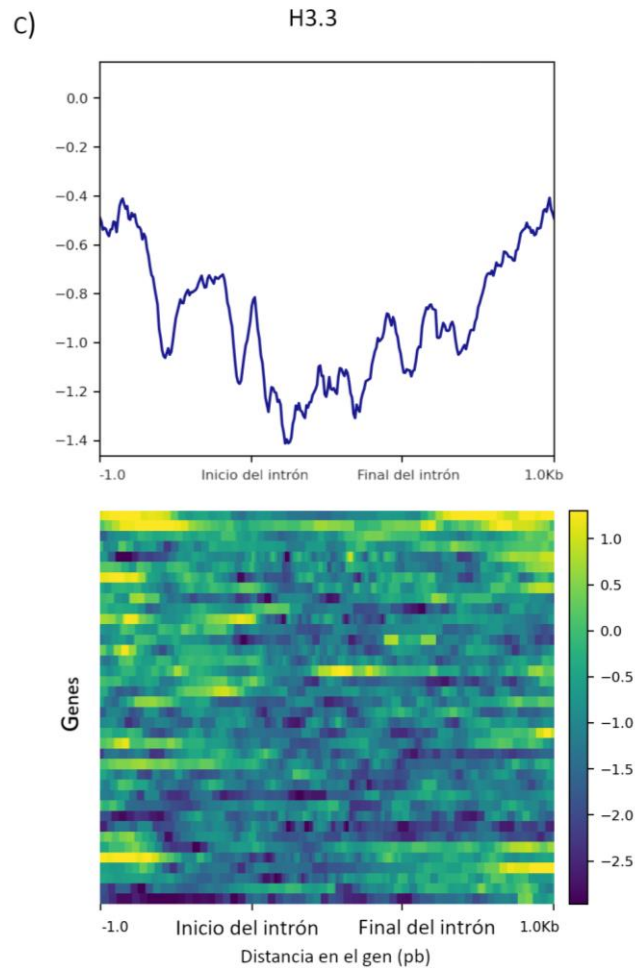 c)
H3.3
0.0
−0.2
−0.4
−0.6
−0.8
−1.0
−1.2
−1.4
-1.0 Inicio del intrón Final del intrón 1.0Kb
1.0
0.5
0.0
−0.5
−1.0
−1.5
−2.0
−2.5
Genes
-1.0 Inicio del intrón Final del intrón 1.0Kb
Distancia en el gen (pb)